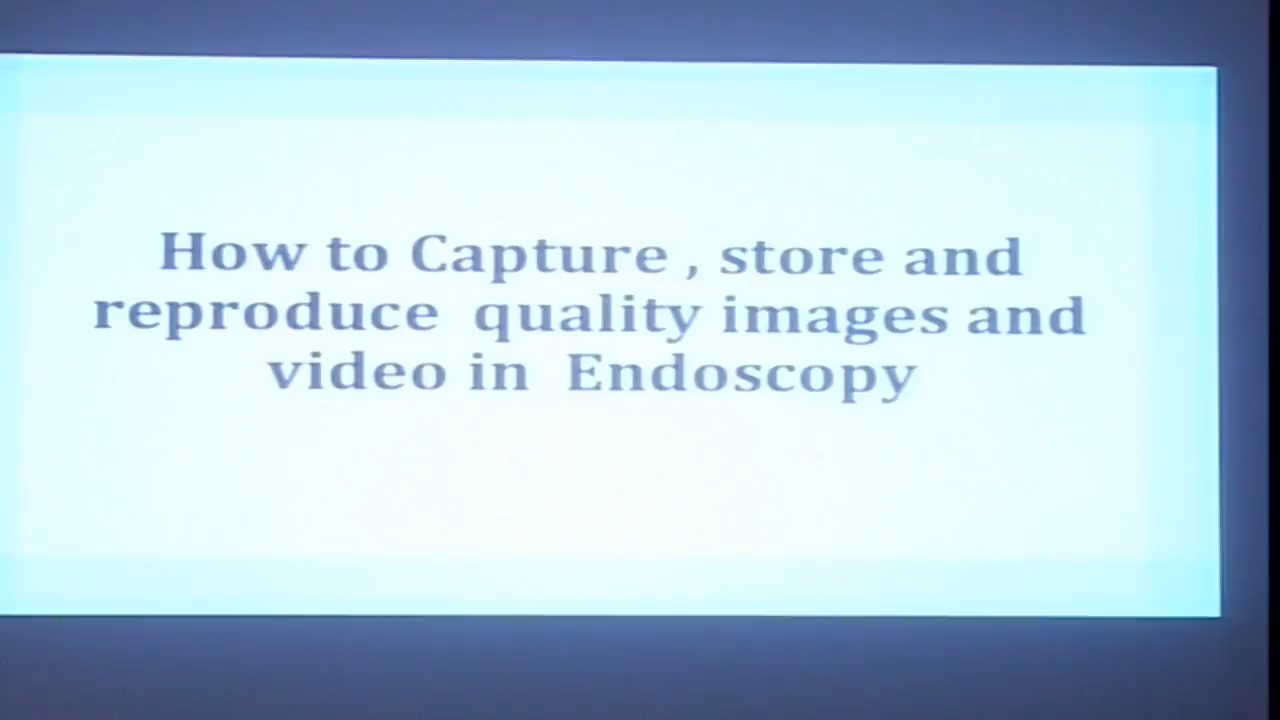 How to Capture , store and
reproduce quality images and
video in Endoscopy